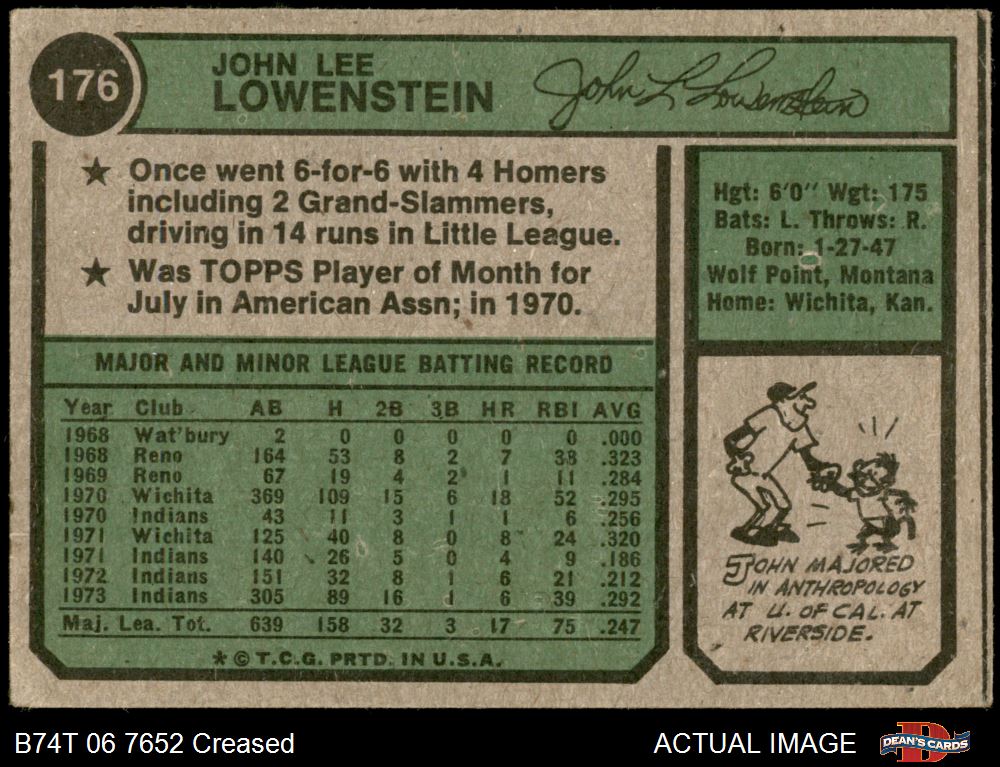 176
JOHN LEE
LOWENSTEIN
John L Lowenstein
★ Once went 6-for-6 with 4 Homers
including 2 Grand-Slammers,
driving in 14 runs in Little League.
★ Was TOPPS Player of Month for
July in American Assn; in 1970.
Hgt: 6'0" Wgt: 175
Bats: L. Throws: R.
Born: 1-27-47
Wolf Point, Montana
Home: Wichita, Kan.
MAJOR AND MINOR LEAGUE BATTING RECORD
Year Club AB H 2B 3B HR RBI AVG
1968 Wat'bury 2 0 0 0 0 0 .000
1968 Reno 164 53 8 2 7 38 .323
1969 Reno 67 19 4 2 1 11 .284
1970 Wichita 369 109 15 6 18 52 .295
1970 Indians 43 11 3 1 1 6 .256
1971 Wichita 125 40 8 0 8 24 .320
1971 Indians 140 26 5 0 4 9 .186
1972 Indians 151 32 8 1 6 21 .212
1973 Indians 305 89 16 1 6 39 .292
Maj. Lea. Tot. 639 158 32 3 17 75 .247
* © T.C.G. PRTD. IN U.S.A.
JOHN MAJORED
IN ANTHROPOLOGY
AT U. OF CAL. AT
RIVERSIDE.
B74T 06 7652 Creased
ACTUAL IMAGE
D
DEAN'S CARDS